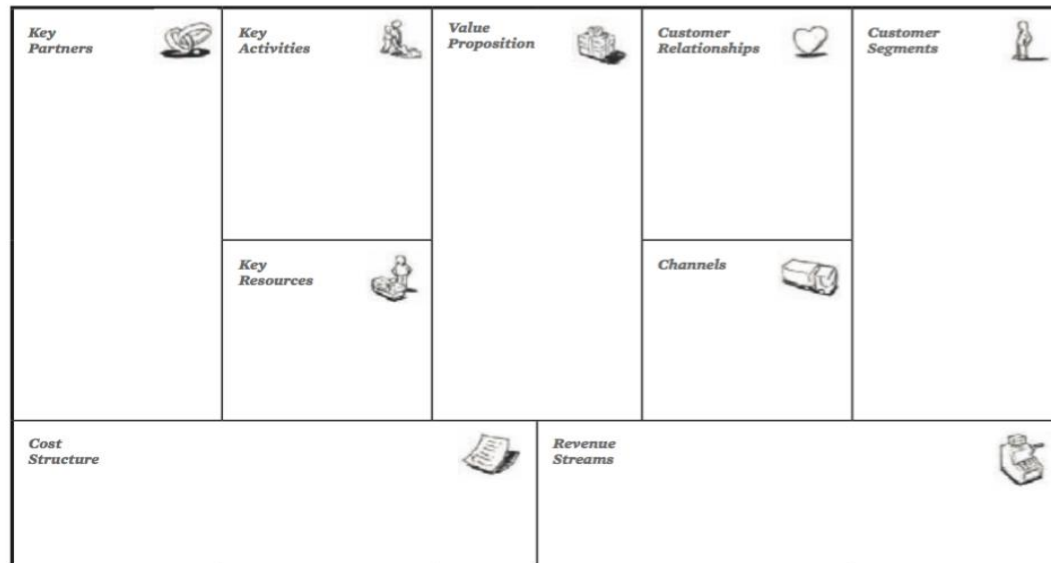 Key
Partners
Key
Activities
Value
Proposition
Customer
Relationships
Customer
Segments
Key
Resources
Channels
Cost
Structure
Revenue
Streams